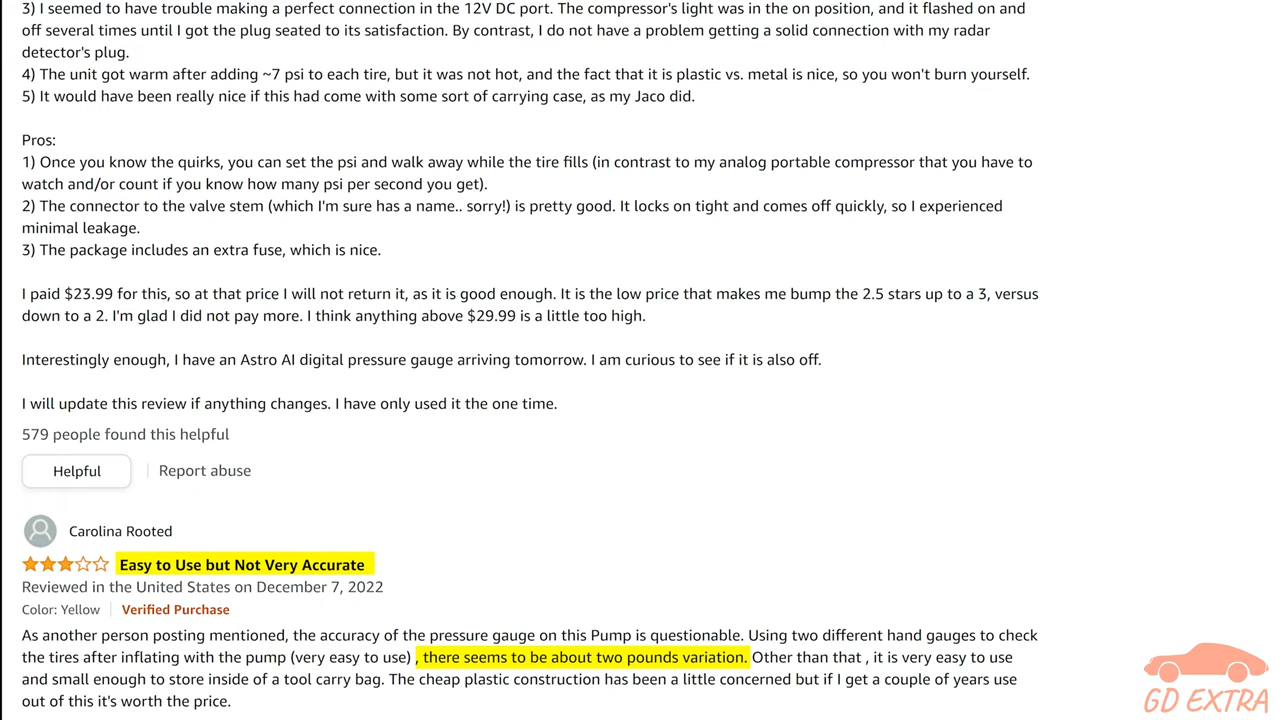 3) I seemed to have trouble making a perfect connection in the 12V DC port. The compressor's light was in the on position, and it flashed on and
off several times until I got the plug seated to its satisfaction. By contrast, I do not have a problem getting a solid connection with my radar
detector's plug.
4) The unit got warm after adding ~7 psi to each tire, but it was not hot, and the fact that it is plastic vs. metal is nice, so you won't burn yourself.
5) It would have been really nice if this had come with some sort of carrying case, as my Jaco did.
Pros:
1) Once you know the quirks, you can set the psi and walk away while the tire fills (in contrast to my analog portable compressor that you have to
watch and/or count if you know how many psi per second you get).
2) The connector to the valve stem (which I'm sure has a name.. sorry!) is pretty good. It locks on tight and comes off quickly, so I experienced
minimal leakage.
3) The package includes an extra fuse, which is nice.
I paid $23.99 for this, so at that price I will not return it, as it is good enough. It is the low price that makes me bump the 2.5 stars up to a 3, versus
down to a 2. I'm glad I did not pay more. I think anything above $29.99 is a little too high.
Interestingly enough, I have an Astro AI digital pressure gauge arriving tomorrow. I am curious to see if it is also off.
I will update this review if anything changes. I have only used it the one time.
579 people found this helpful
Helpful Report abuse
Carolina Rooted
Easy to Use but Not Very Accurate
Reviewed in the United States on December 7, 2022
Color: Yellow Verified Purchase
As another person posting mentioned, the accuracy of the pressure gauge on this Pump is questionable. Using two different hand gauges to check
the tires after inflating with the pump (very easy to use) , there seems to be about two pounds variation. Other than that , it is very easy to use
and small enough to store inside of a tool carry bag. The cheap plastic construction has been a little concerned but if I get a couple of years use
out of this it's worth the price.
GD EXTRA